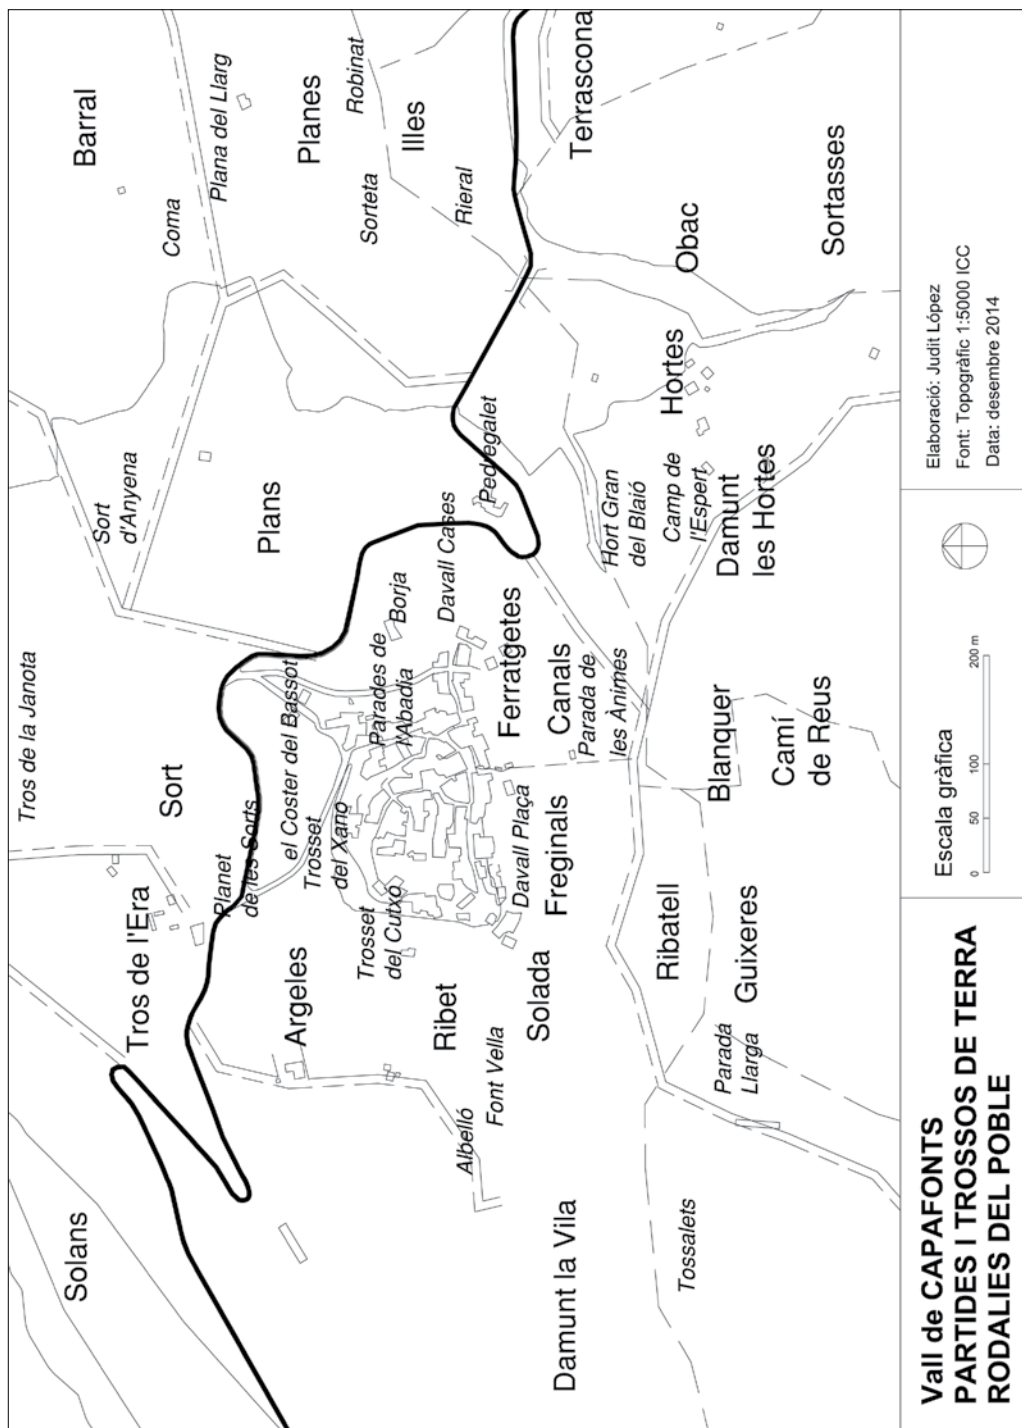 Tros de la Janota
Solans
Barral
Sort
d'Anyena
Tros de l'Era
Sort
Coma
Planet
de les Sorts
Plana del Llarg
Plans
Argeles
el Coster del Bassot
Planes
Trosset
del Xano
Robinat
Sorteta
Trosset
del Cutxo
Parades de
l'Abadia
Borja
Illes
Ribet
Davall Cases
Rieral
Albelló
Font Vella
Pedregalet
Ferratgetes
Davall Plaça
Solada
Freginals
Canals
Damunt la Vila
Terrascona
Parada de
les Ànimes
Hort Gran
del Blaió
Ribatell
Hortes
Obac
Tossalets
Camp de
l'Espert
Blanquer
Parada
Llarga
Guixeres
Damunt
les Hortes
Camí
de Reus
Sortasses
Vall de CAPAFONTS
PARTIDES I TROSSOS DE TERRA
RODALIES DEL POBLE
Escala gràfica
0 50 100 200 m
Elaboració: Judit López
Font: Topogràfic 1:5000 ICC
Data: desembre 2014